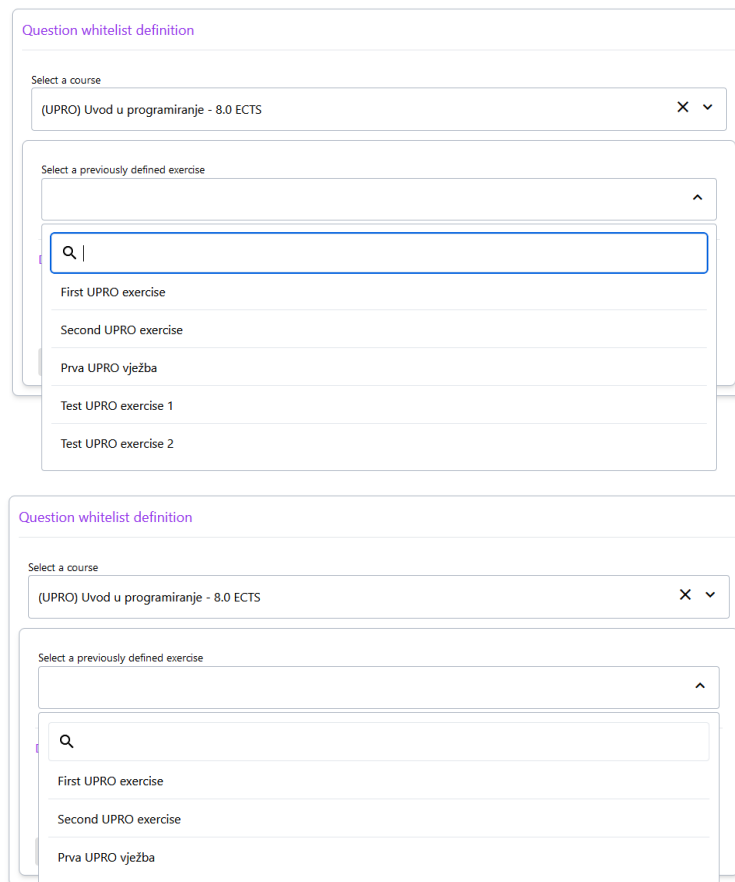 Question whitelist definition
Select a course
(UPRO) Uvod u programiranje - 8.0 ECTS
Select a previously defined exercise
First UPRO exercise
Second UPRO exercise
Prva UPRO vježba
Test UPRO exercise 1
Test UPRO exercise 2
Question whitelist definition
Select a course
(UPRO) Uvod u programiranje - 8.0 ECTS
Select a previously defined exercise
First UPRO exercise
Second UPRO exercise
Prva UPRO vježba